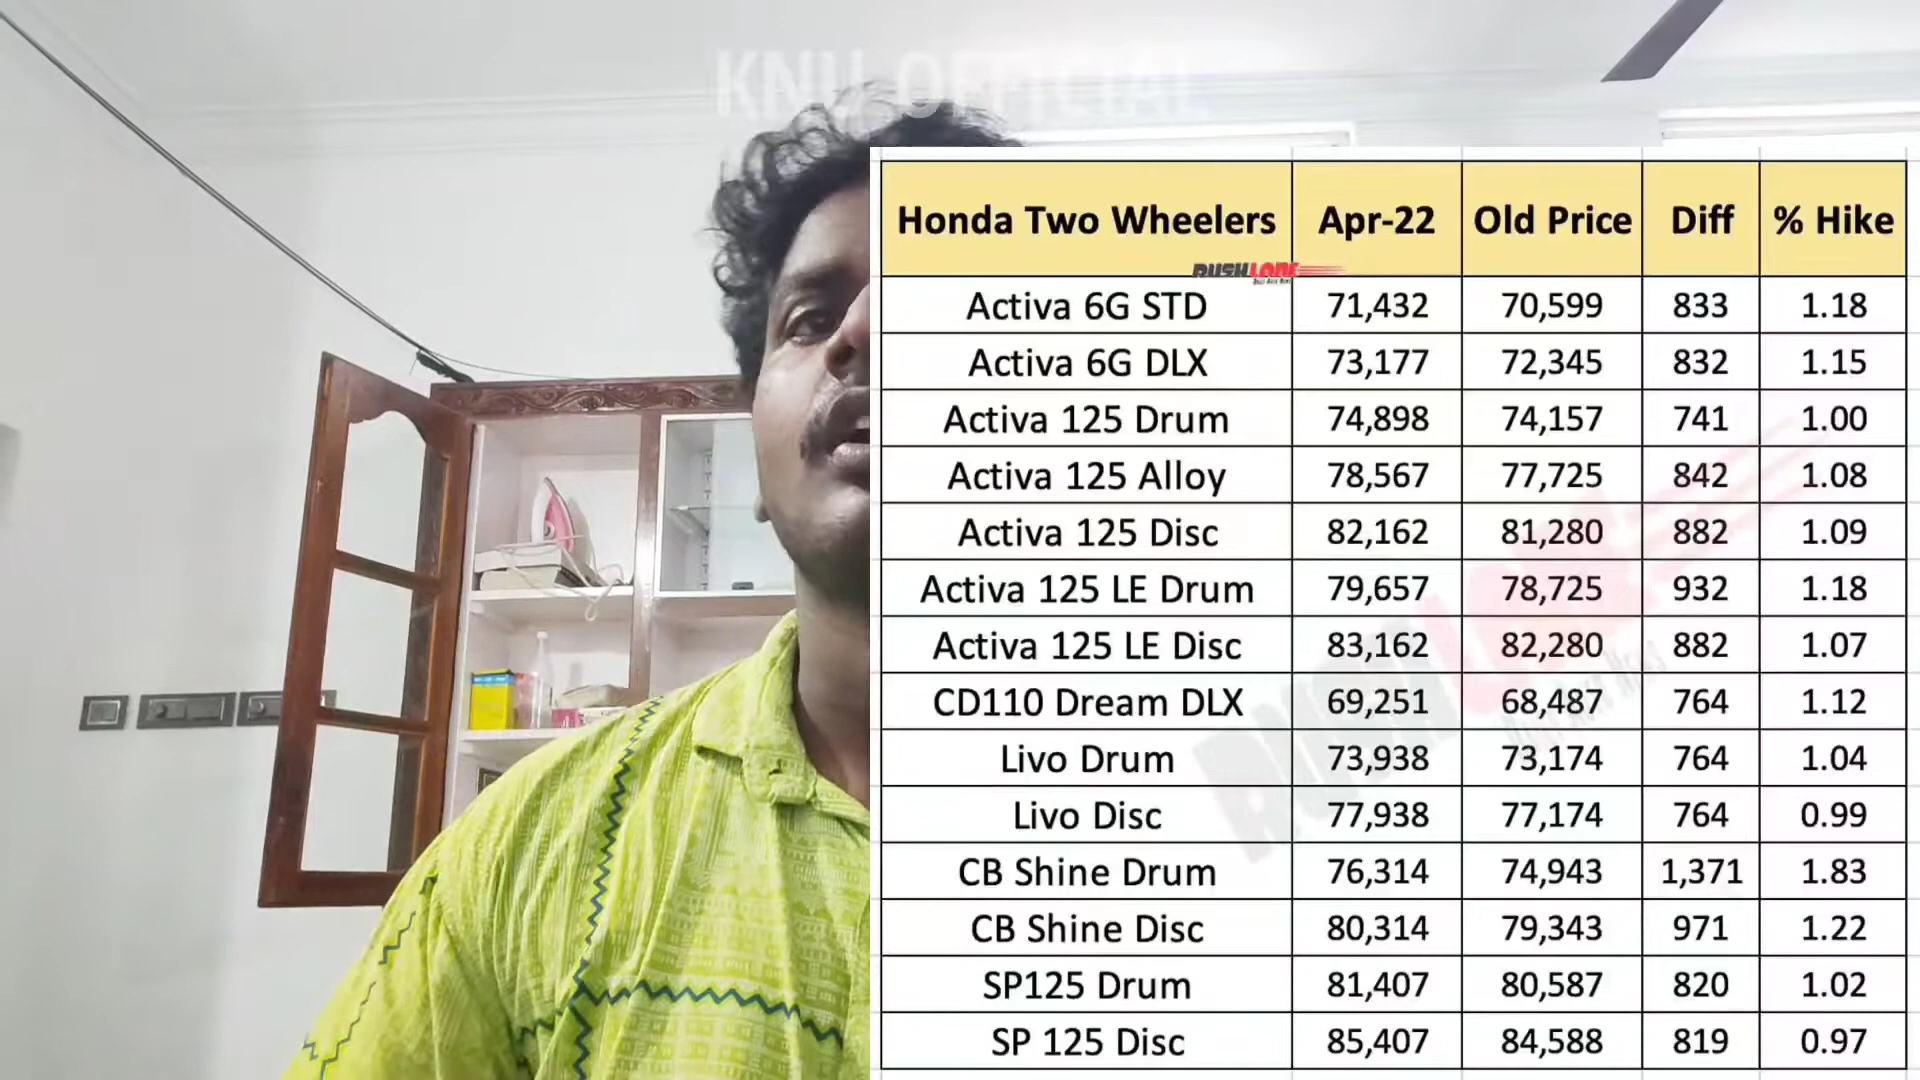 KNU OFFICIAL
Honda Two Wheelers Apr-22 Old Price Diff % Hike
RUSHLANE
Activa 6G STD 71,432 70,599 833 1.18
Activa 6G DLX 73,177 72,345 832 1.15
Activa 125 Drum 74,898 74,157 741 1.00
Activa 125 Alloy 78,567 77,725 842 1.08
Activa 125 Disc 82,162 81,280 882 1.09
Activa 125 LE Drum 79,657 78,725 932 1.18
Activa 125 LE Disc 83,162 82,280 882 1.07
CD110 Dream DLX 69,251 68,487 764 1.12
Livo Drum 73,938 73,174 764 1.04
Livo Disc 77,938 77,174 764 0.99
CB Shine Drum 76,314 74,943 1,371 1.83
CB Shine Disc 80,314 79,343 971 1.22
SP125 Drum 81,407 80,587 820 1.02
SP 125 Disc 85,407 84,588 819 0.97